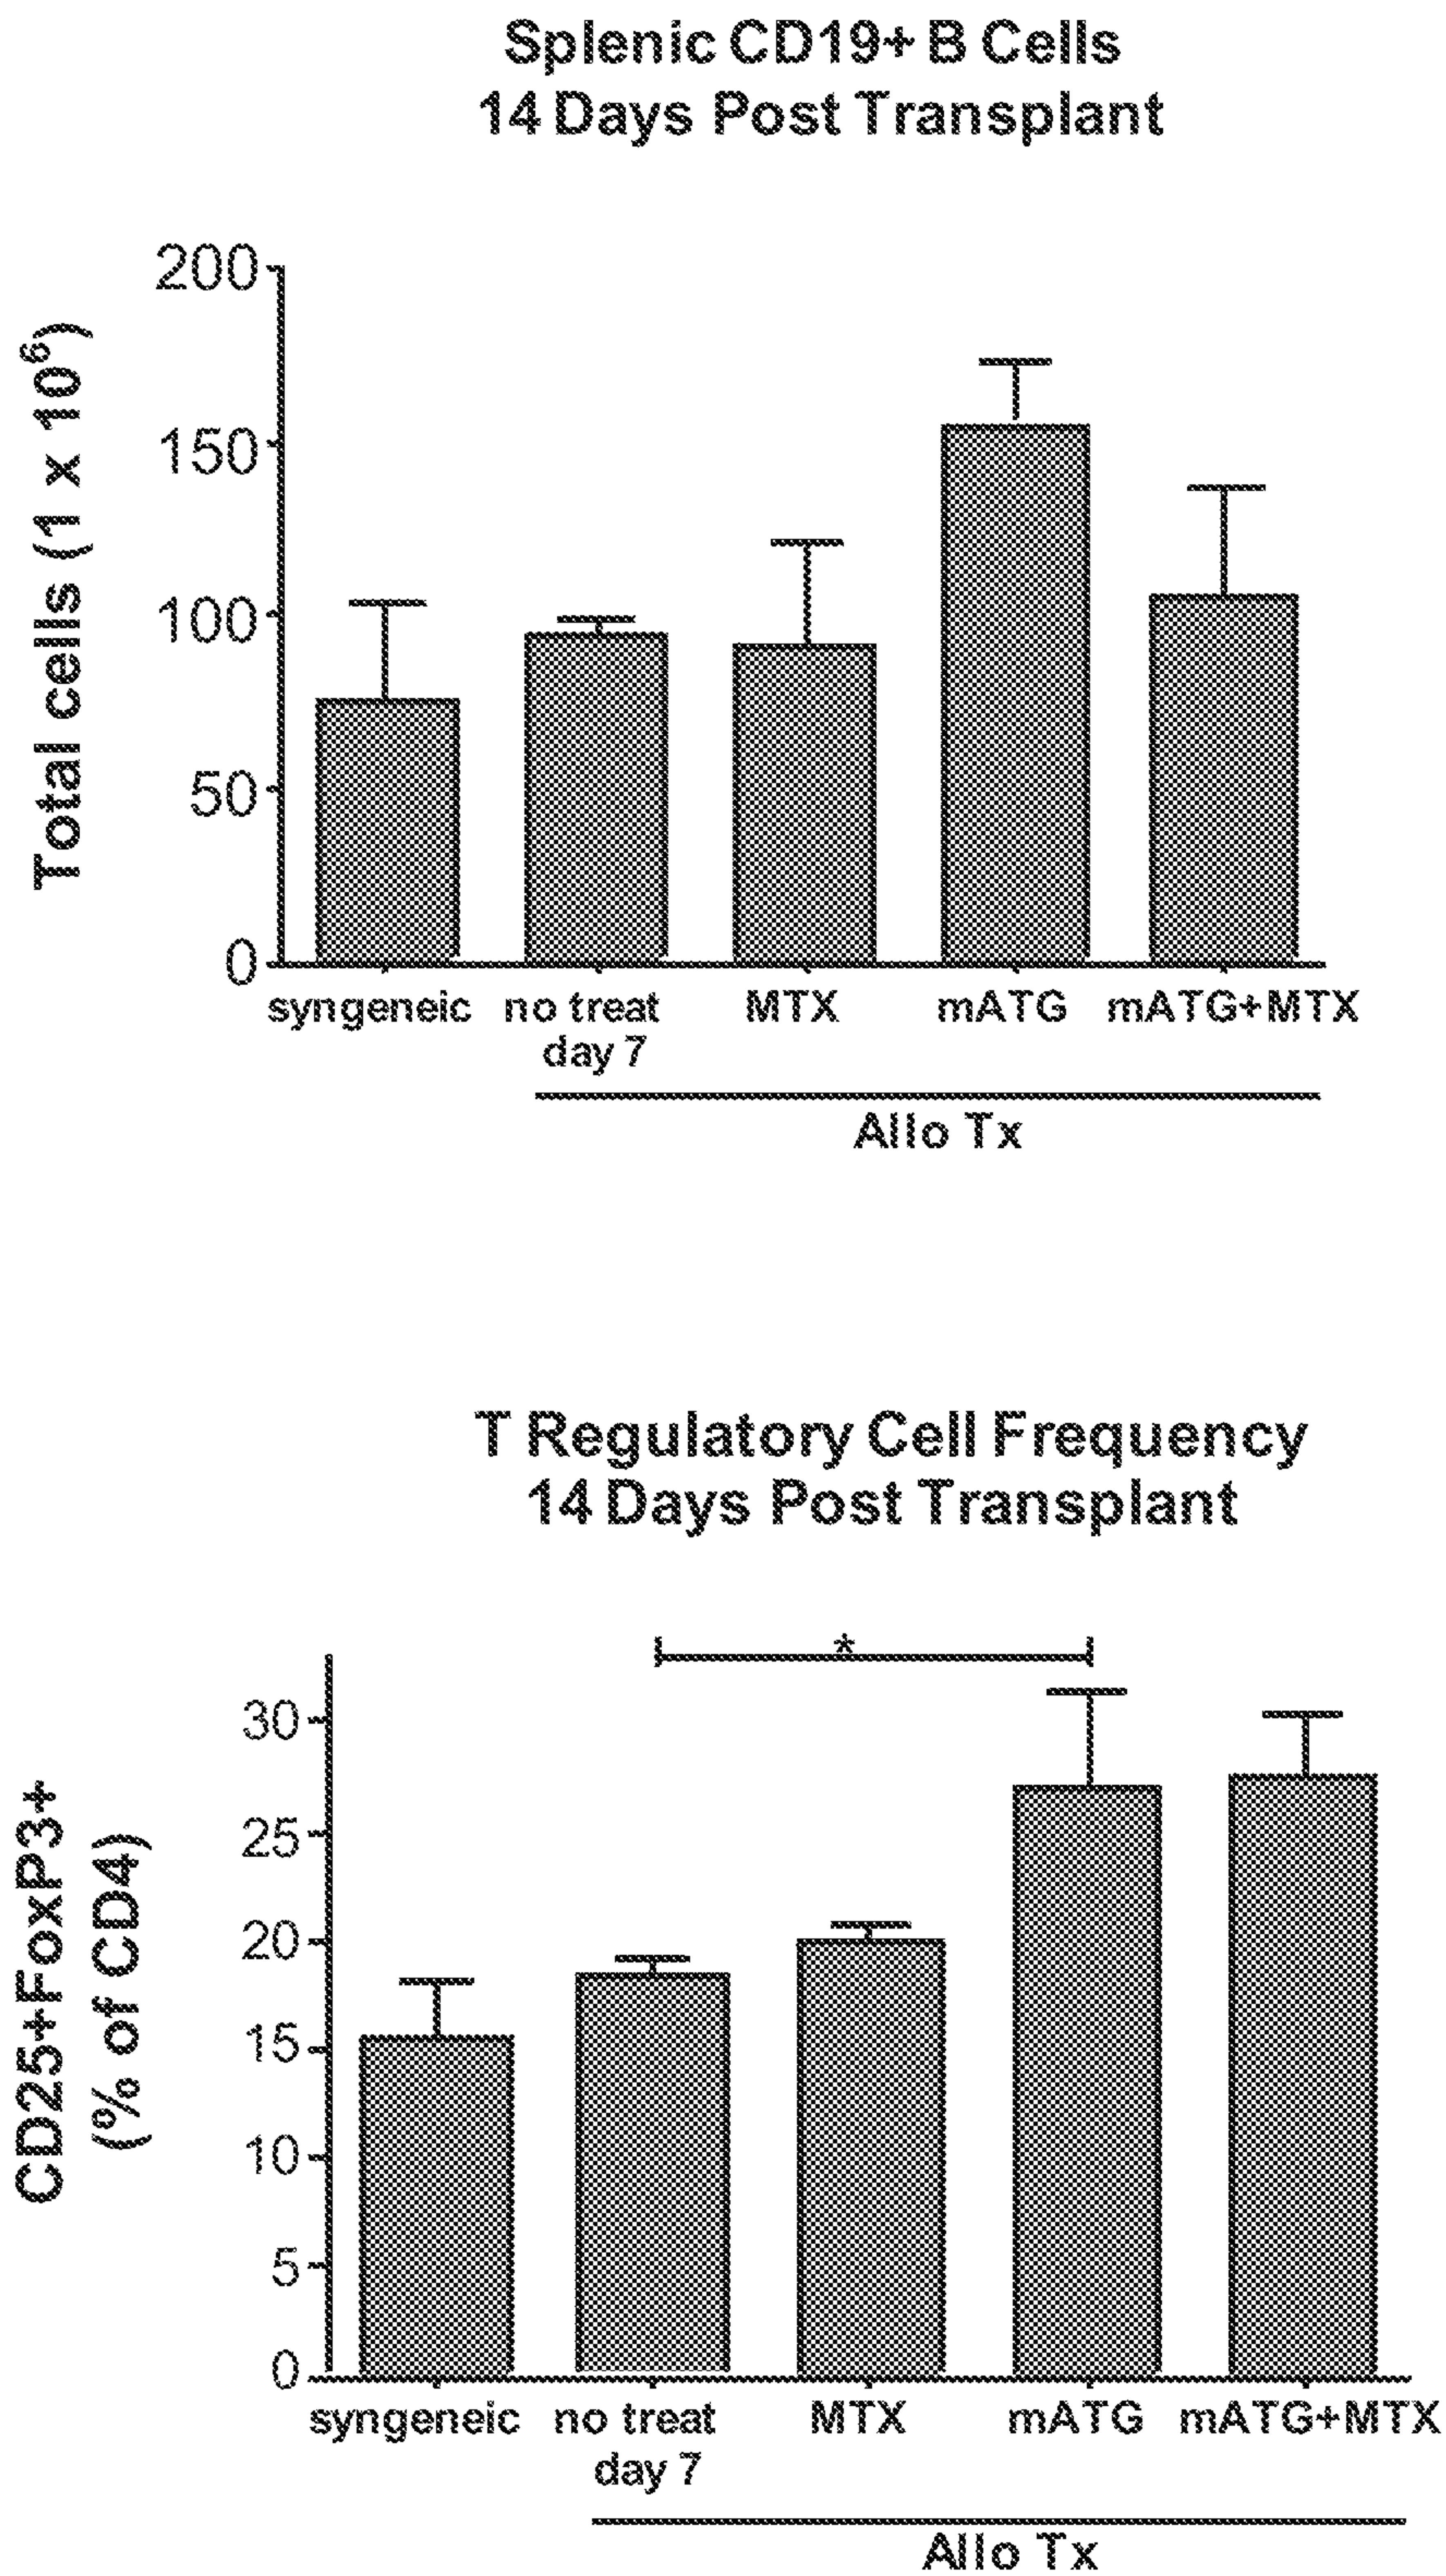 Splenic CD19+ B Cells
14 Days Post Transplant
Total cells (1 x 10⁶)
200
150
100
50
0
syngeneic no treat MTX mATG mATG+MTX
day 7
Allo Tx
T Regulatory Cell Frequency
14 Days Post Transplant
*
CD25+FoxP3+
(% of CD4)
30
25
20
15
10
5
0
syngeneic no treat MTX mATG mATG+MTX
day 7
Allo Tx